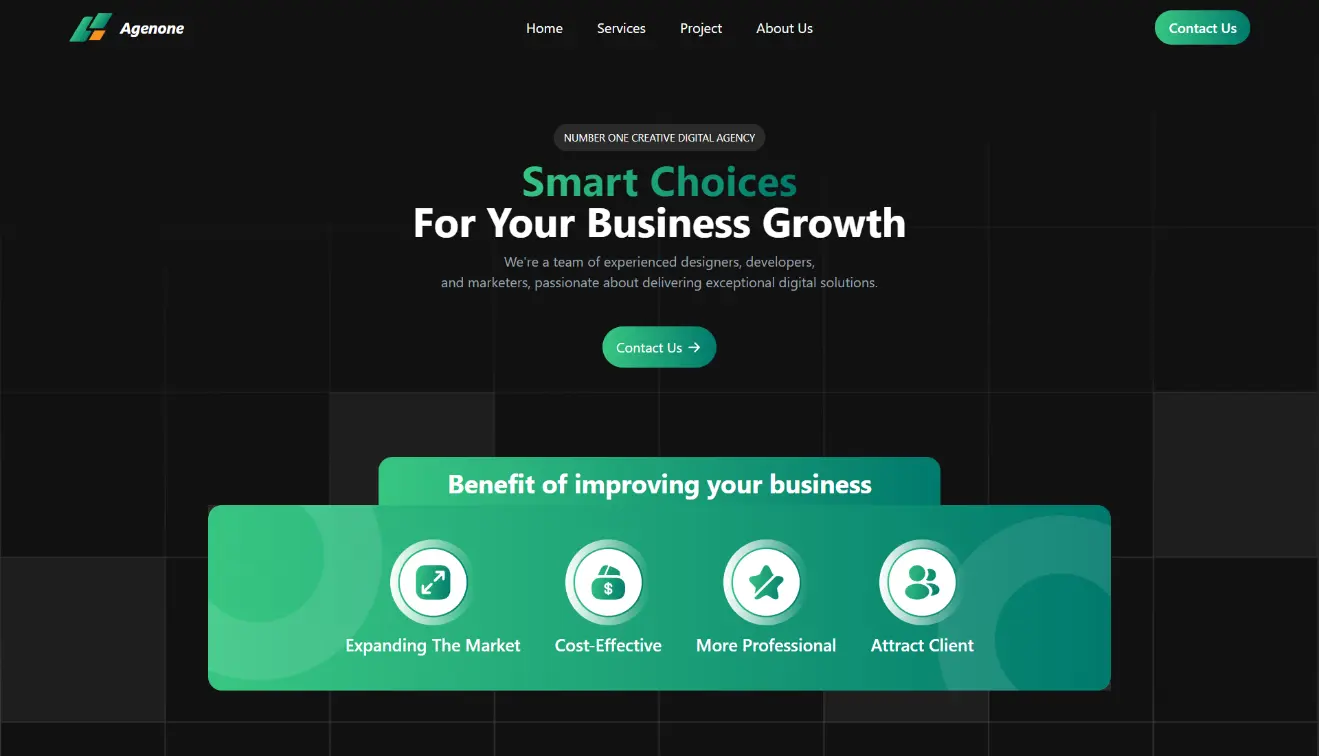 Agenone
Home
Services
Project
About Us
Contact Us
NUMBER ONE CREATIVE DIGITAL AGENCY
Smart Choices
For Your Business Growth
We're a team of experienced designers, developers,
and marketers, passionate about delivering exceptional digital solutions.
Contact Us →
Benefit of improving your business
$
Expanding The Market
Cost-Effective
More Professional
Attract Client